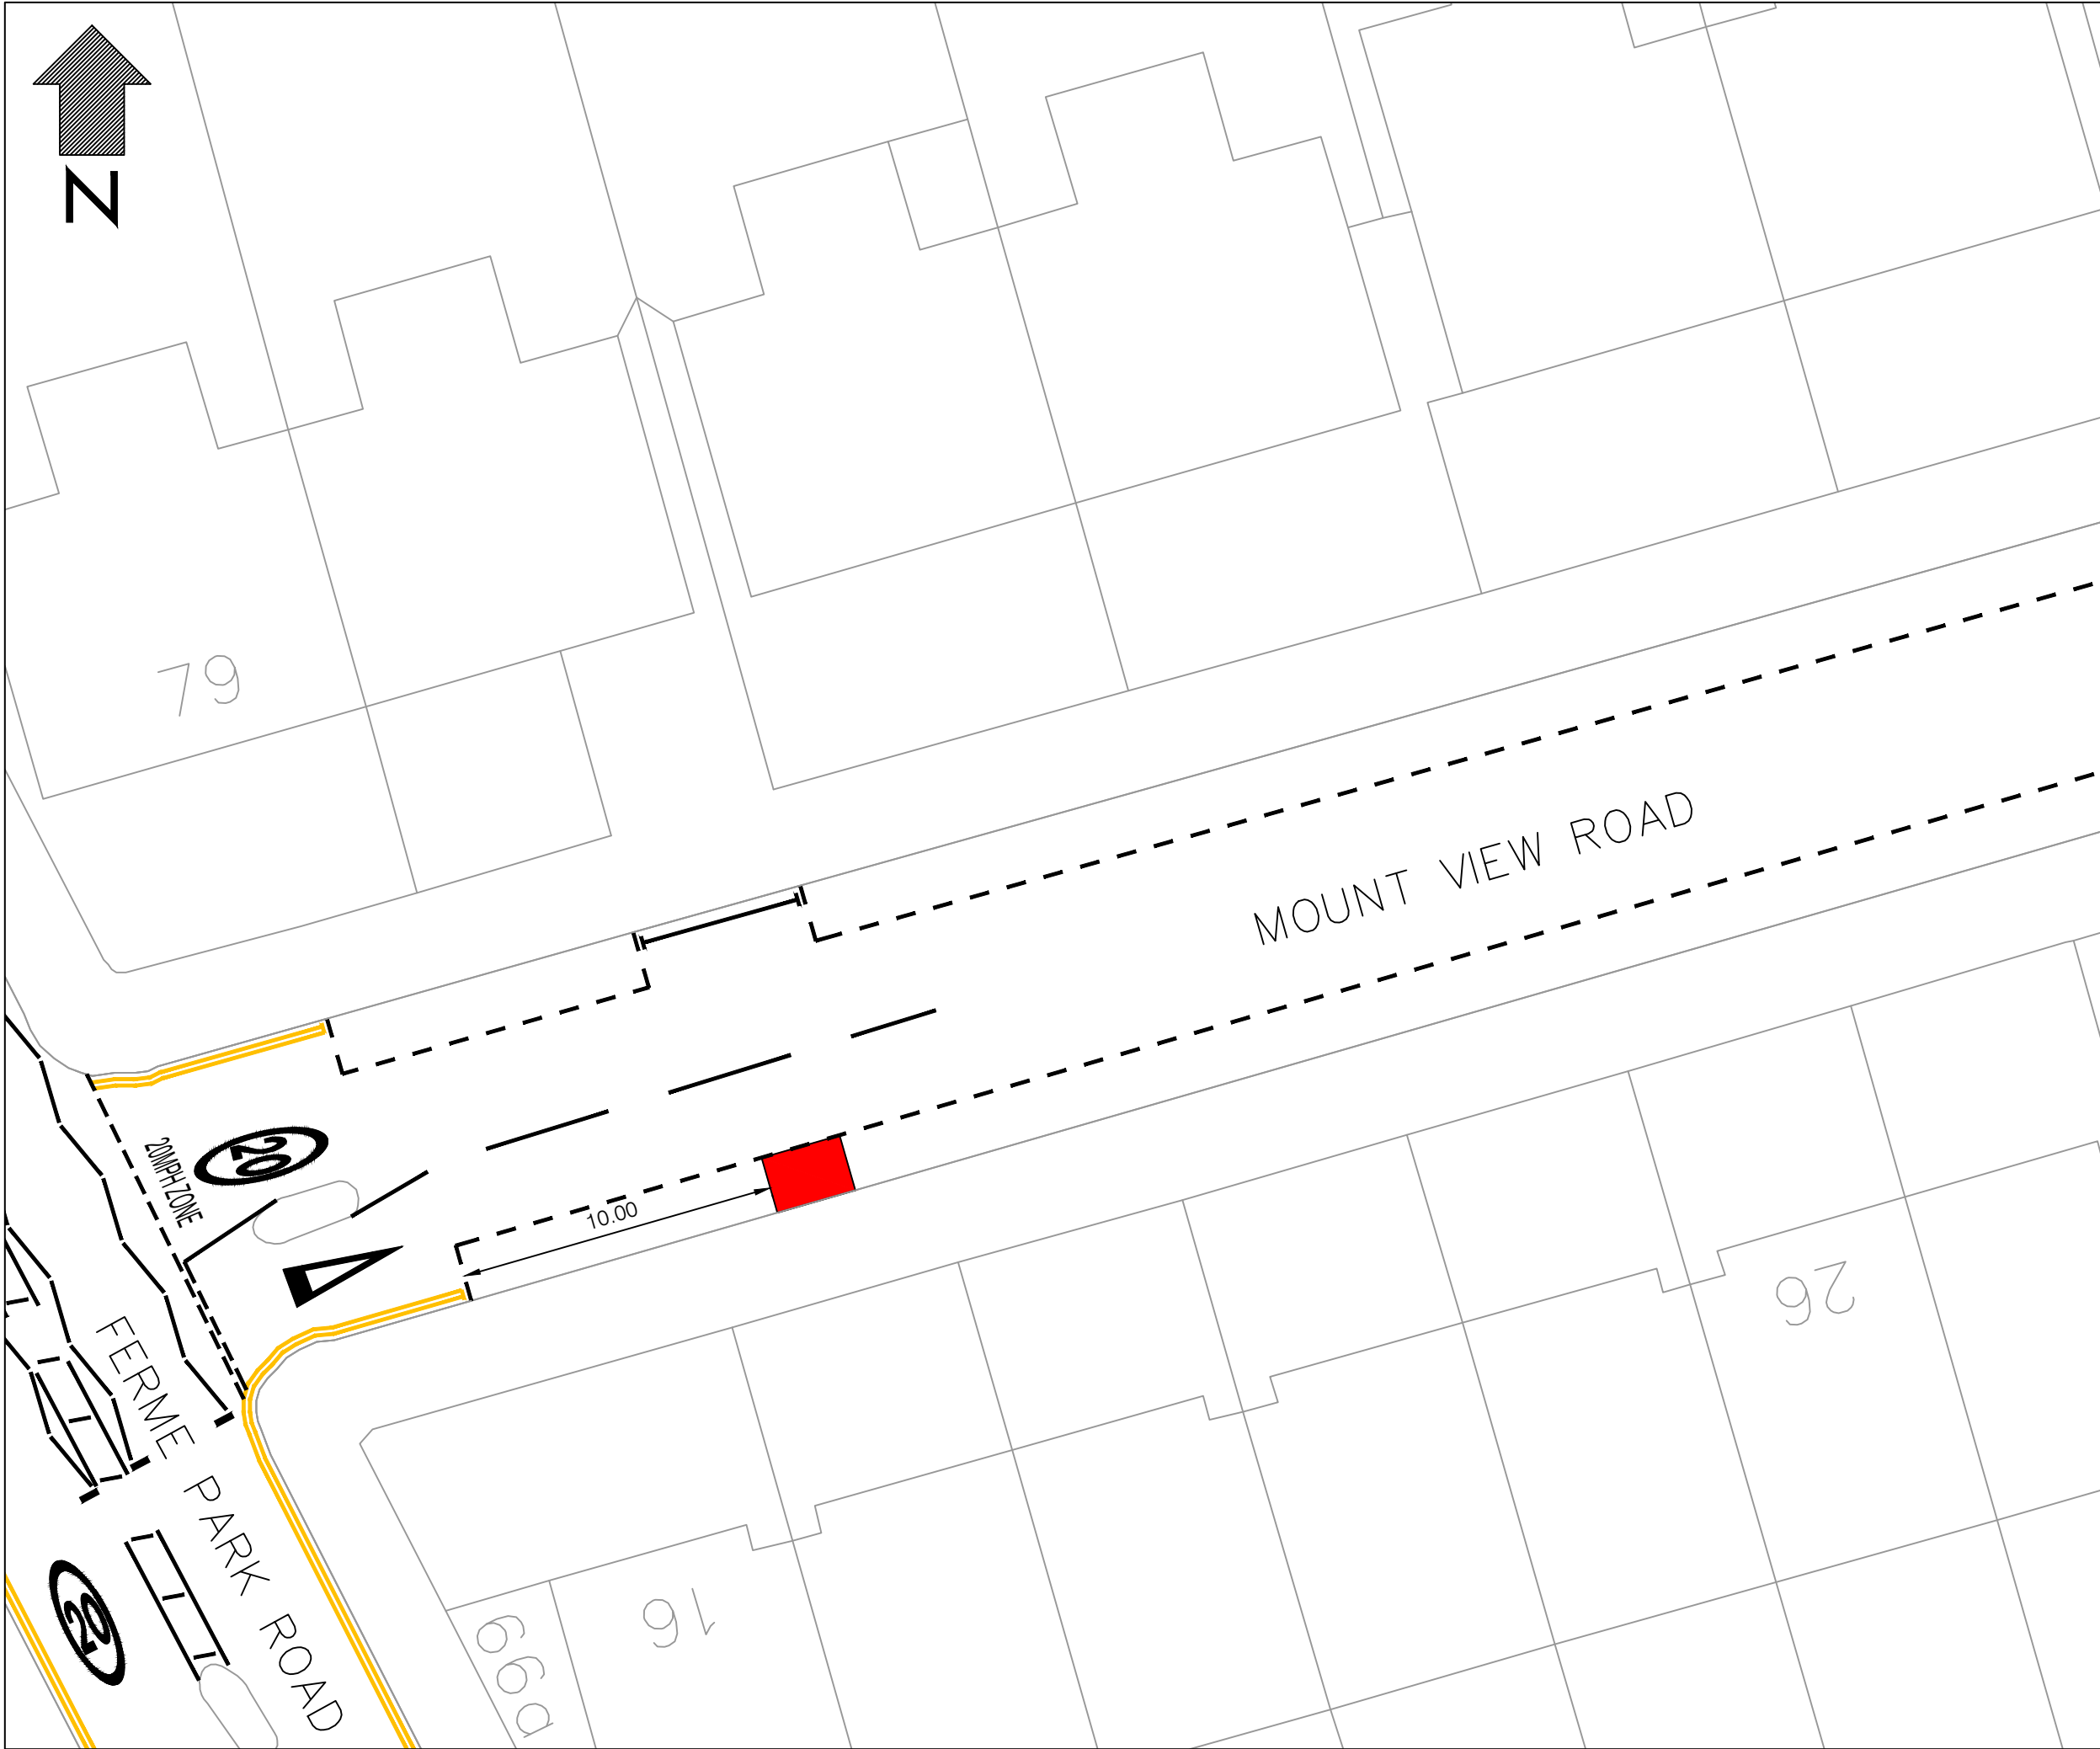 N
79
MOUNT VIEW ROAD
20
20MPH ZONE
10.00
26
FERME PARK ROAD
20
16
66a